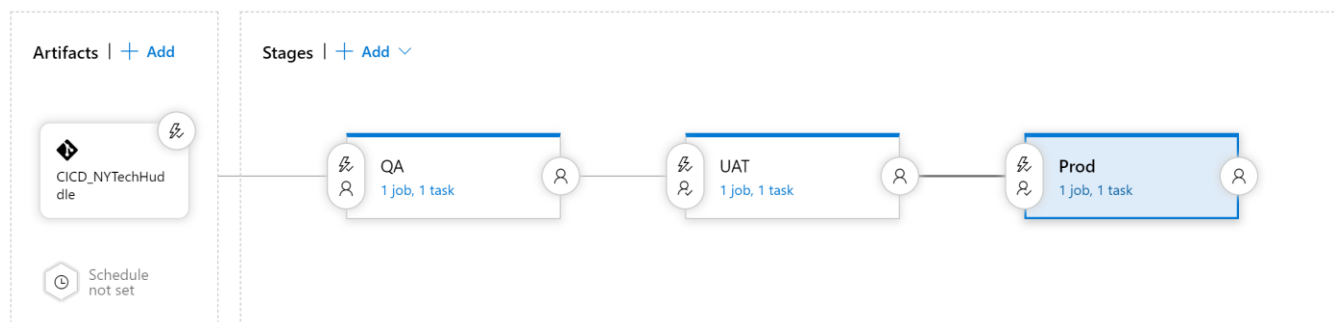 Artifacts | + Add
Stages | + Add
CICD_NYTechHud
dle
QA
1 job, 1 task
UAT
1 job, 1 task
Prod
1 job, 1 task
Schedule
not set